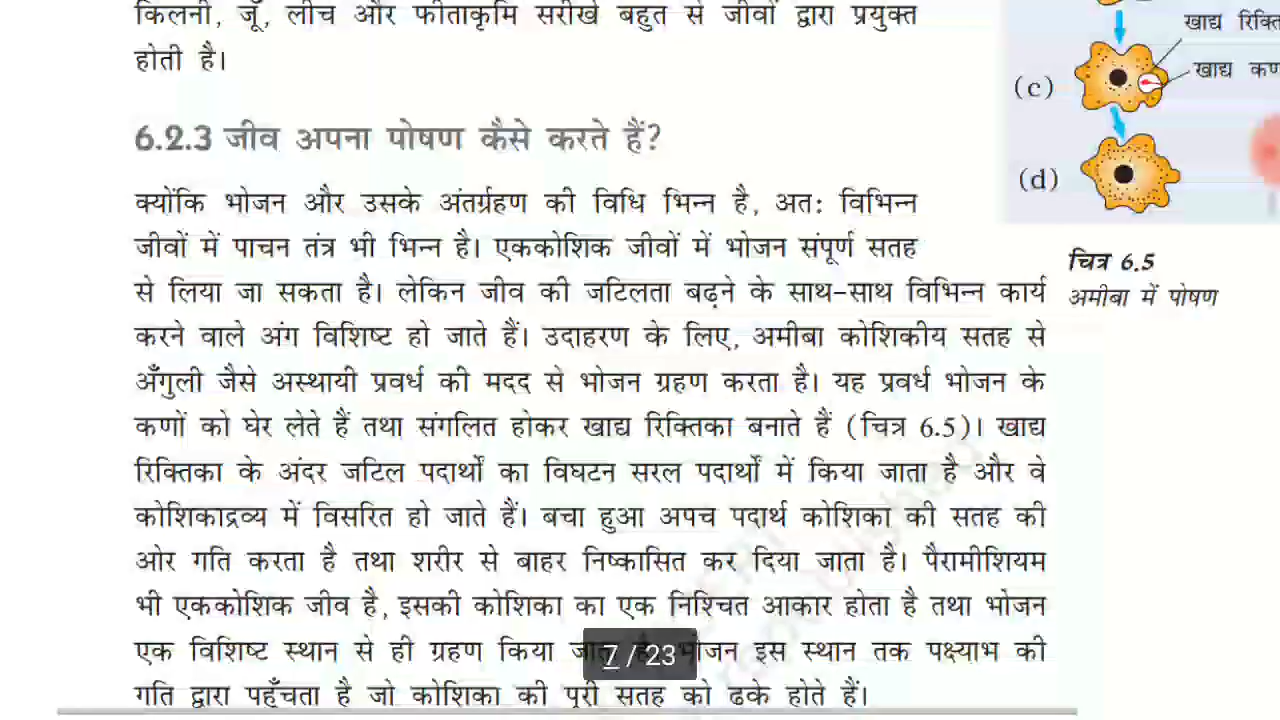 किलनी, जूँ, लीच और फीताकृमि सरीखे बहुत से जीवों द्वारा प्रयुक्त
होती है।
6.2.3 जीव अपना पोषण कैसे करते हैं?
क्योंकि भोजन और उसके अंतर्ग्रहण की विधि भिन्न है, अत: विभिन्न
जीवों में पाचन तंत्र भी भिन्न है। एककोशिक जीवों में भोजन संपूर्ण सतह
से लिया जा सकता है। लेकिन जीव की जटिलता बढ़ने के साथ-साथ विभिन्न कार्य
करने वाले अंग विशिष्ट हो जाते हैं। उदाहरण के लिए, अमीबा कोशिकीय सतह से
अँगुली जैसे अस्थायी प्रवर्ध की मदद से भोजन ग्रहण करता है। यह प्रवर्ध भोजन के
कणों को घेर लेते हैं तथा संगलित होकर खाद्य रिक्तिका बनाते हैं (चित्र 6.5)। खाद्य
रिक्तिका के अंदर जटिल पदार्थों का विघटन सरल पदार्थों में किया जाता है और वे
कोशिकाद्रव्य में विसरित हो जाते हैं। बचा हुआ अपच पदार्थ कोशिका की सतह की
ओर गति करता है तथा शरीर से बाहर निष्कासित कर दिया जाता है। पैरामीशियम
भी एककोशिक जीव है, इसकी कोशिका का एक निश्चित आकार होता है तथा भोजन
एक विशिष्ट स्थान से ही ग्रहण किया जाता है। भोजन इस स्थान तक पक्ष्याभ की
गति द्वारा पहुँचता है जो कोशिका की पूरी सतह को ढके होते हैं।
7 / 23
खाद्य
(c)
खाद्य कण
(d)
चित्र 6.5
अमीबा में पोषण